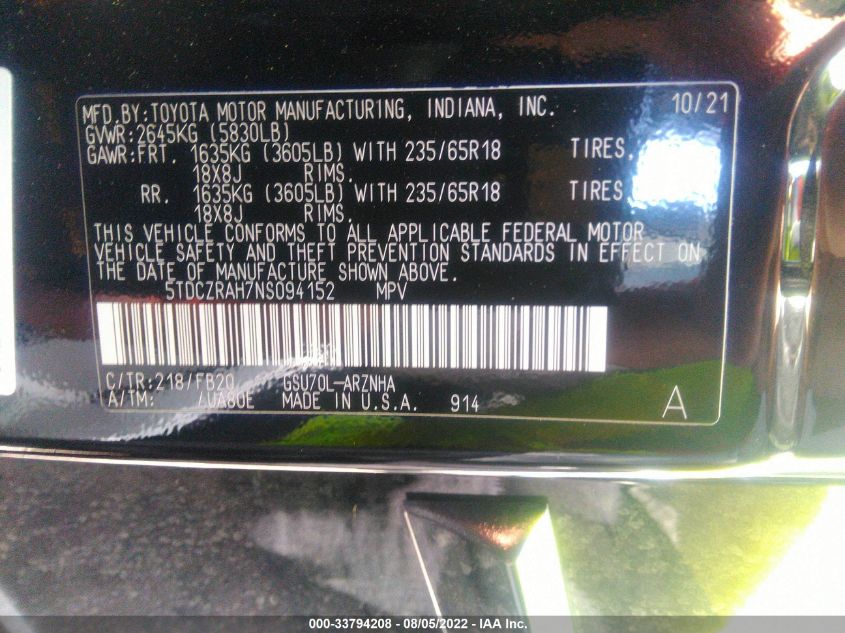 MFD.BY:TOYOTA MOTOR MANUFACTURING, INDIANA, INC. 10/21
GVWR:2645KG (5830LB)
GAWR:FRT. 1635KG (3605LB) WITH 235/65R18 TIRES,
18X8J RIMS.
RR. 1635KG (3605LB) WITH 235/65R18 TIRES,
18X8J RIMS.
THIS VEHICLE CONFORMS TO ALL APPLICABLE FEDERAL MOTOR
VEHICLE SAFETY AND THEFT PREVENTION STANDARDS IN EFFECT ON
THE DATE OF MANUFACTURE SHOWN ABOVE.
5TDCZRAH7NS094152 MPV
C/TR:218/FB20 GSU70L-ARZNHA
A/TM: /UA80E MADE IN U.S.A. 914 A
000-33794208 - 08/05/2022 - IAA Inc.